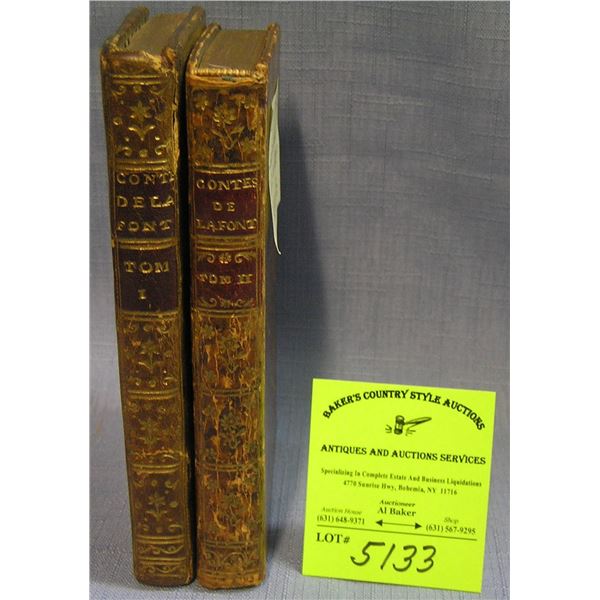 CONT
DE LA
FONT
TOM
I
CONTES
DE
LAFONT
TOM II
BAKER'S COUNTRY STYLE AUCTIONS
ANTIQUES AND AUCTIONS SERVICES
Specializing In Complete Estate And Business Liquidations
4770 Sunrise Hwy, Bohemia, NY 11716
Auctioneer
Auction House Al Baker Shop
(631) 648-9371 (631) 567-9295
LOT# 5133